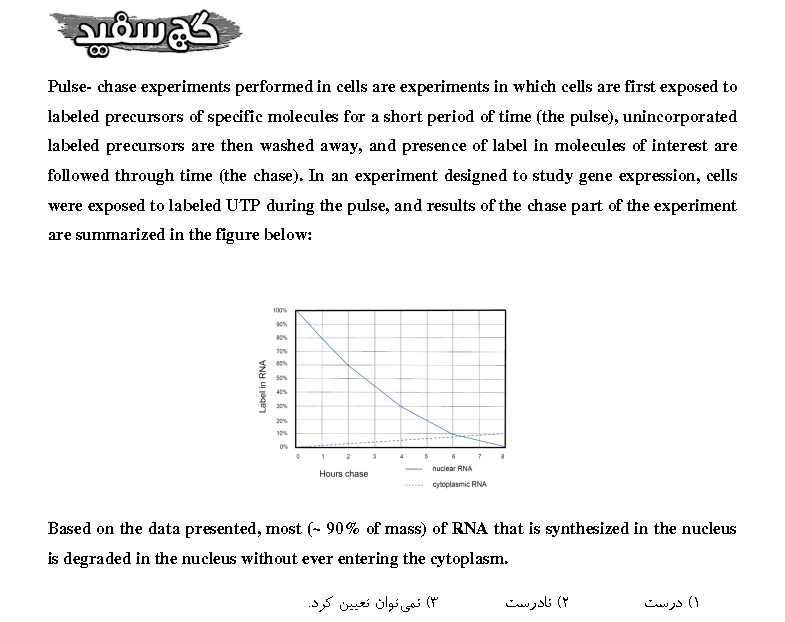 گچ سفید
Pulse- chase experiments performed in cells are experiments in which cells are first exposed to
labeled precursors of specific molecules for a short period of time (the pulse), unincorporated
labeled precursors are then washed away, and presence of label in molecules of interest are
followed through time (the chase). In an experiment designed to study gene expression, cells
were exposed to labeled UTP during the pulse, and results of the chase part of the experiment
are summarized in the figure below:
100%
90%
80%
70%
60%
50%
40%
30%
20%
10%
0%
Label in RNA
0 1 2 3 4 5 6 7 8
Hours chase
nuclear RNA
cytoplasmic RNA
Based on the data presented, most (~ 90% of mass) of RNA that is synthesized in the nucleus
is degraded in the nucleus without ever entering the cytoplasm.
۱) درست ۲) نادرست ۳) نمی‌توان تعیین کرد.